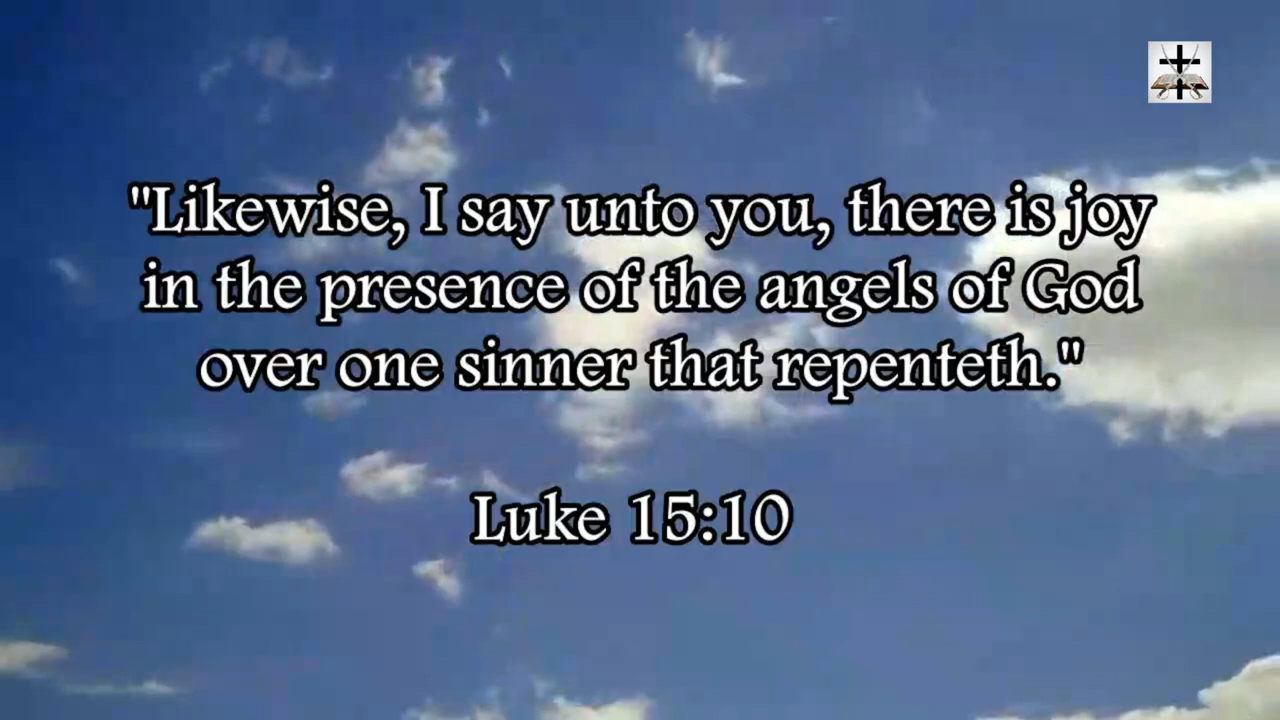 "Likewise, I say unto you, there is joy
in the presence of the angels of God
over one sinner that repenteth."
Luke 15:10